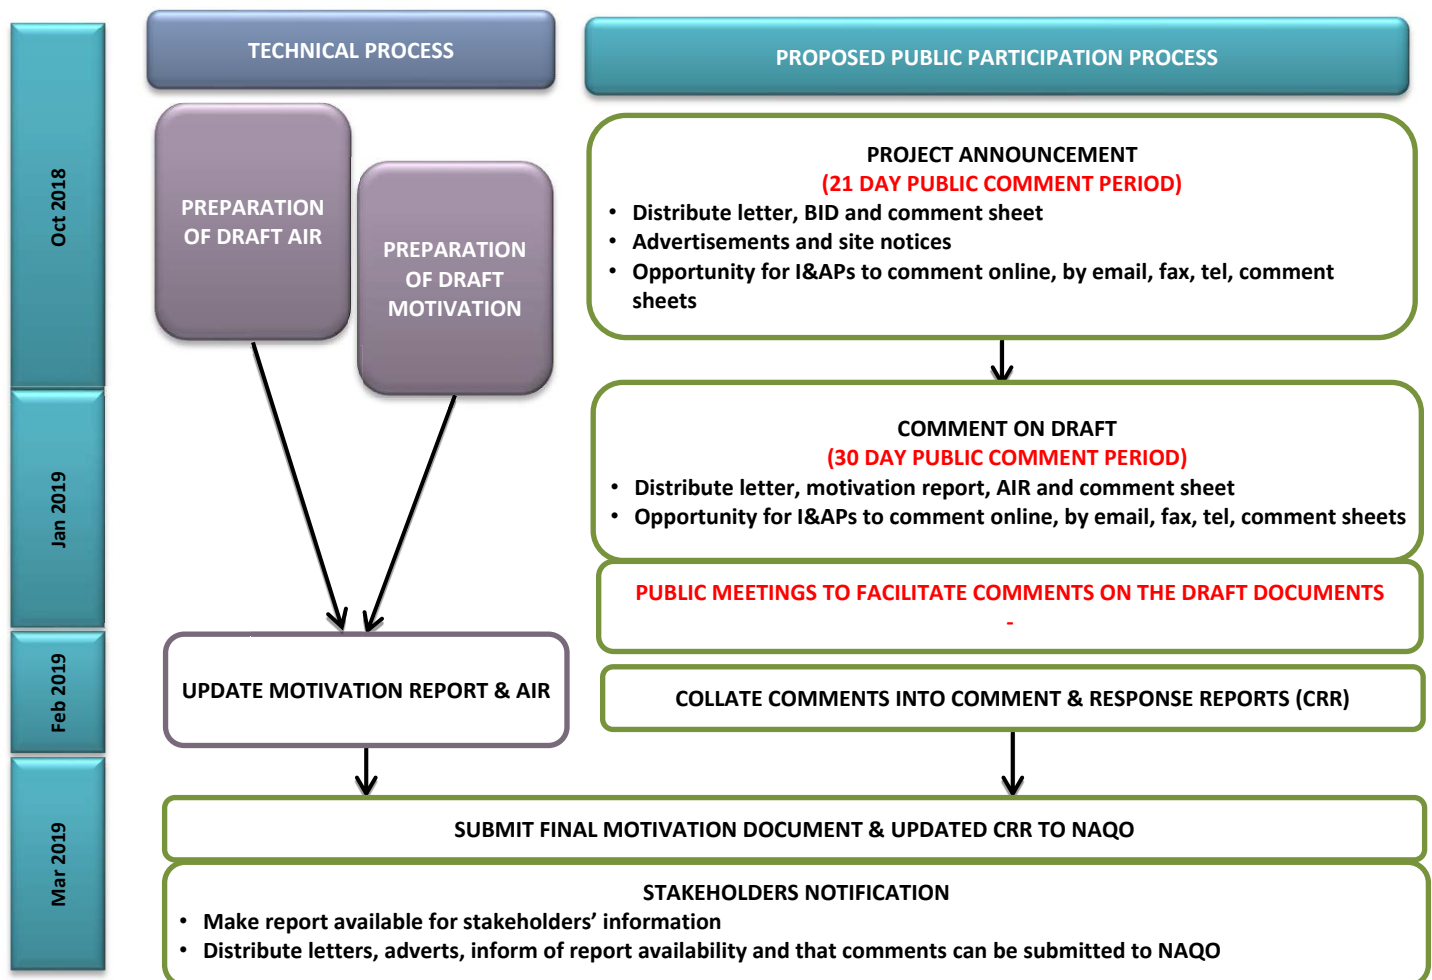 TECHNICAL PROCESS
PROPOSED PUBLIC PARTICIPATION PROCESS
Oct 2018
PREPARATION
OF DRAFT AIR
PREPARATION
OF DRAFT
MOTIVATION
PROJECT ANNOUNCEMENT
(21 DAY PUBLIC COMMENT PERIOD)
• Distribute letter, BID and comment sheet
• Advertisements and site notices
• Opportunity for I&APs to comment online, by email, fax, tel, comment
sheets
Jan 2019
COMMENT ON DRAFT
(30 DAY PUBLIC COMMENT PERIOD)
• Distribute letter, motivation report, AIR and comment sheet
• Opportunity for I&APs to comment online, by email, fax, tel, comment sheets
PUBLIC MEETINGS TO FACILITATE COMMENTS ON THE DRAFT DOCUMENTS
-
Feb 2019
UPDATE MOTIVATION REPORT & AIR
COLLATE COMMENTS INTO COMMENT & RESPONSE REPORTS (CRR)
Mar 2019
SUBMIT FINAL MOTIVATION DOCUMENT & UPDATED CRR TO NAQO
STAKEHOLDERS NOTIFICATION
• Make report available for stakeholders’ information
• Distribute letters, adverts, inform of report availability and that comments can be submitted to NAQO